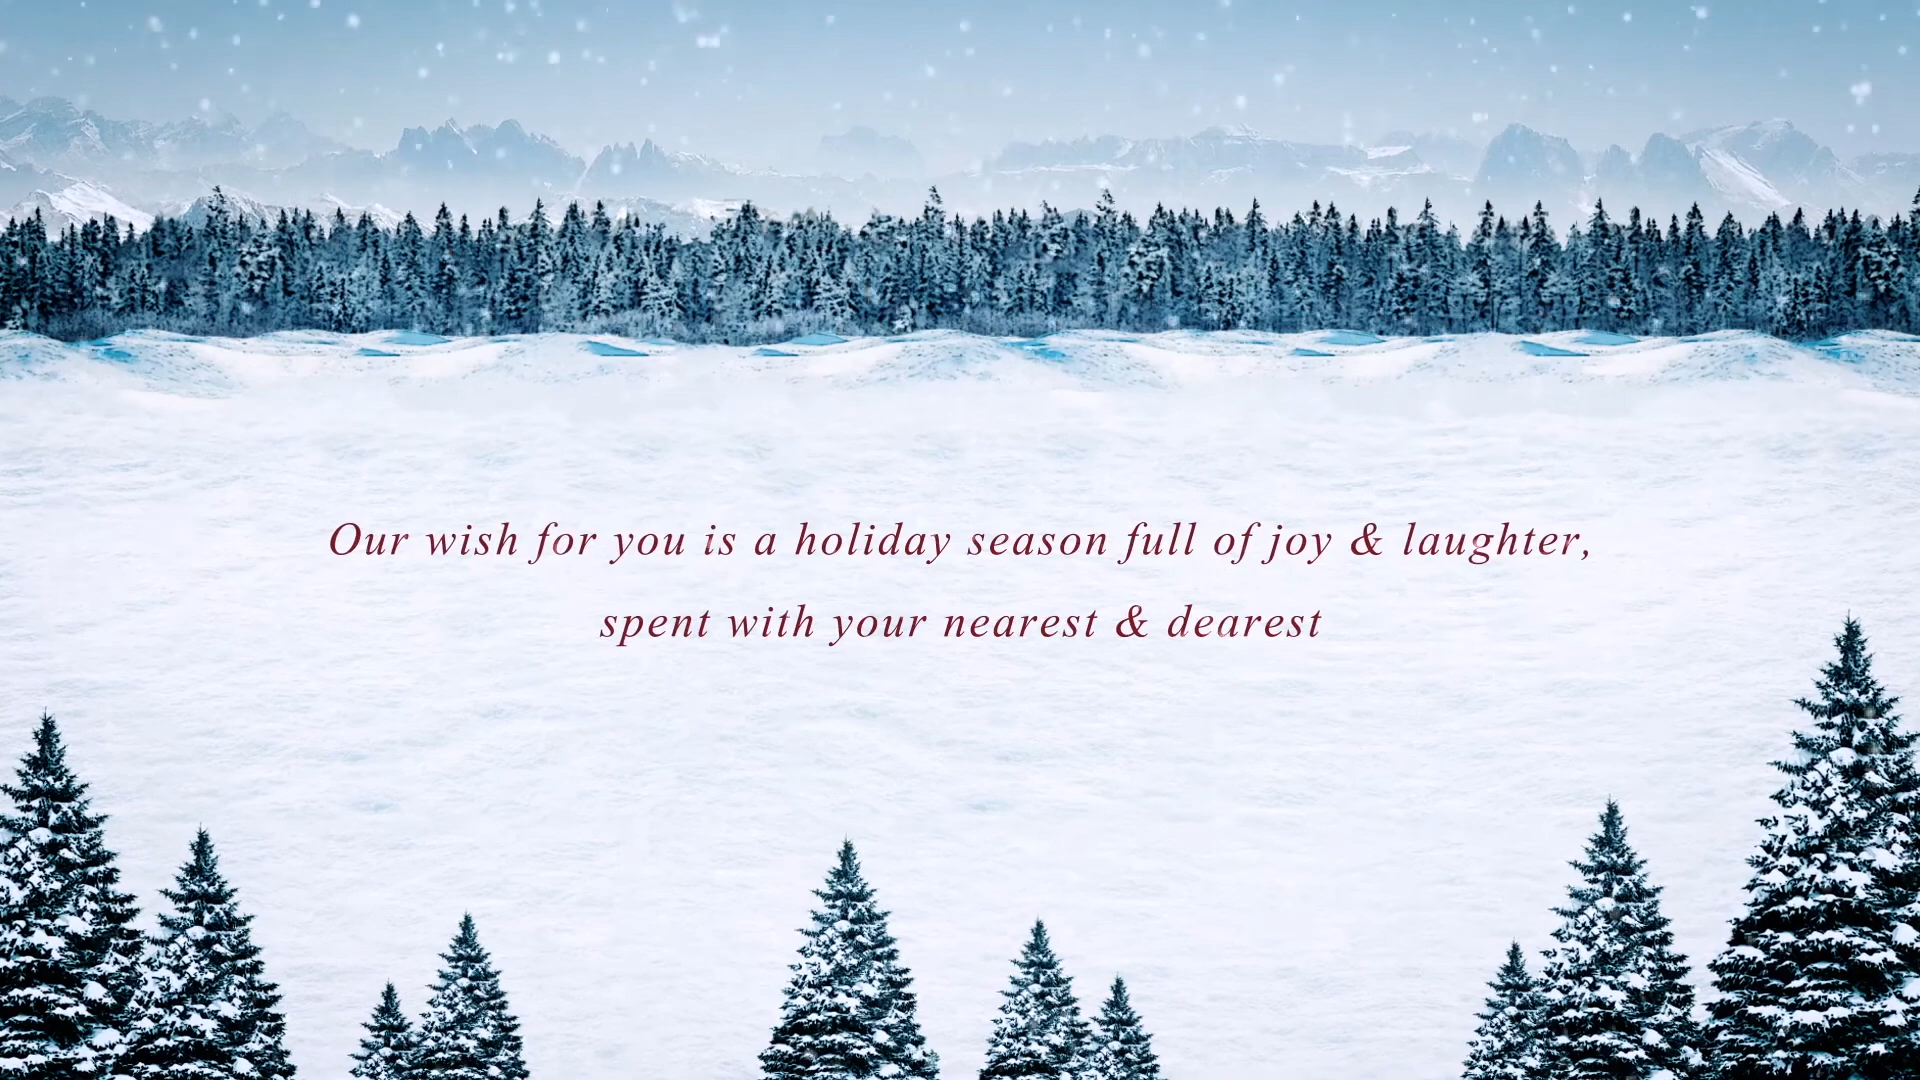 Our wish for you is a holiday season full of joy & laughter,
spent with your nearest & dearest